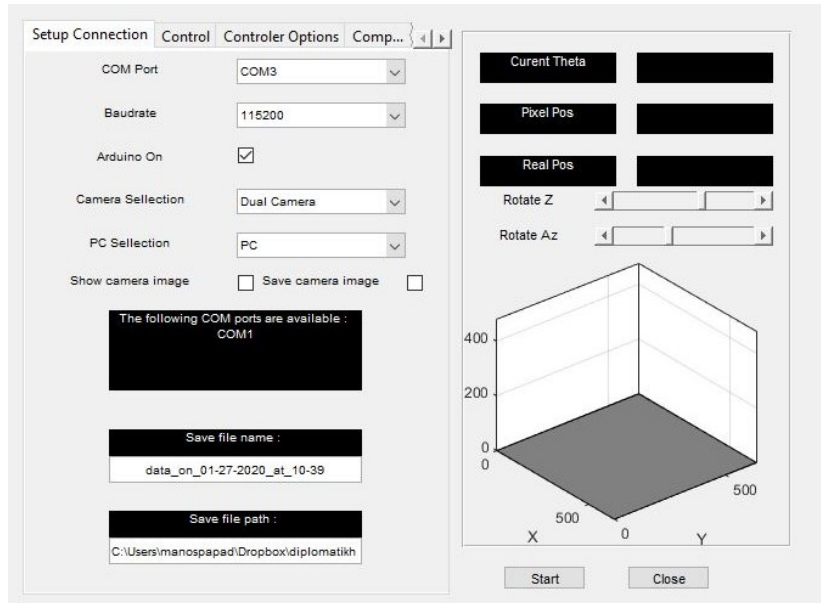 Setup Connection
Control
Controler Options
Comp...
COM Port
COM3
Baudrate
115200
Arduino On
Camera Sellection
Dual Camera
PC Sellection
PC
Show camera image
Save camera image
The following COM ports are available :
COM1
Save file name :
data_on_01-27-2020_at_10-39
Save file path :
C:\Users\manospapad\Dropbox\diplomatikh
Curent Theta
Pixel Pos
Real Pos
Rotate Z
Rotate Az
400
200
0
0
500
X
0
500
Y
Start
Close